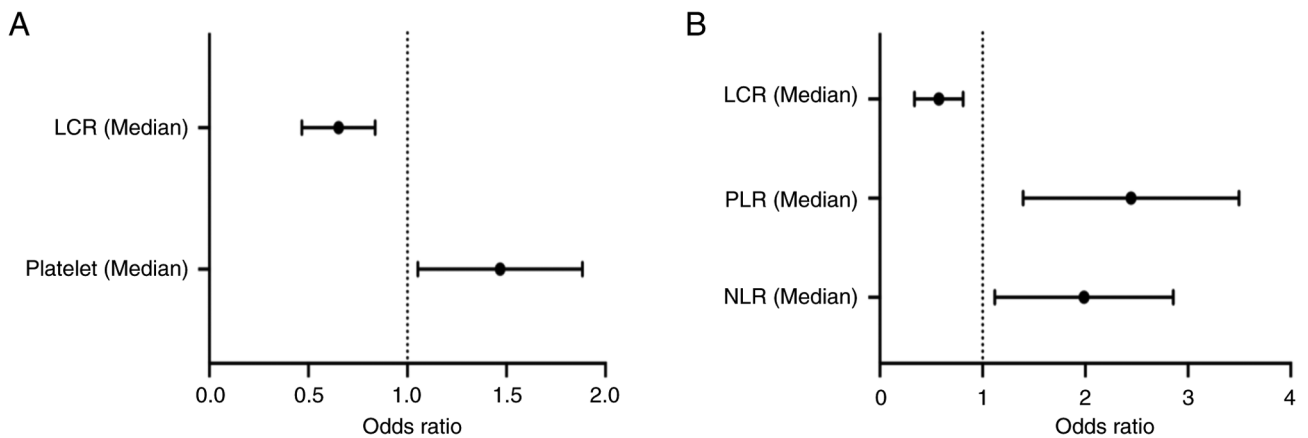 A
LCR (Median)
Platelet (Median)
0.0 0.5 1.0 1.5 2.0
Odds ratio
B
LCR (Median)
PLR (Median)
NLR (Median)
0 1 2 3 4
Odds ratio